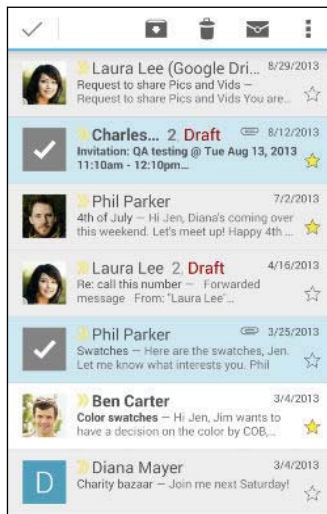 Laura Lee (Google Dri... 8/29/2013
Request to share Pics and Vids –
Request to share Pics and Vids You are...
Charles... 2, Draft 8/12/2013
Invitation: QA testing @ Tue Aug 13, 2013
11:10am - 12:10pm...
Phil Parker 7/2/2013
4th of July – Hi Jen, Diana's coming over
this weekend. Let's meet up! Happy 4th ...
Laura Lee 2, Draft 4/16/2013
Re: call this number – Forwarded
message From: "Laura Lee"...
Phil Parker 3/25/2013
Swatches – Here are the swatches, Jen.
Let me know what interests you. Phil
Ben Carter 3/4/2013
Color swatches – Hi Jen, Jim wants to
have a decision on the color by COB,...
D Diana Mayer 3/4/2013
Charity bazaar – Join me next Saturday!